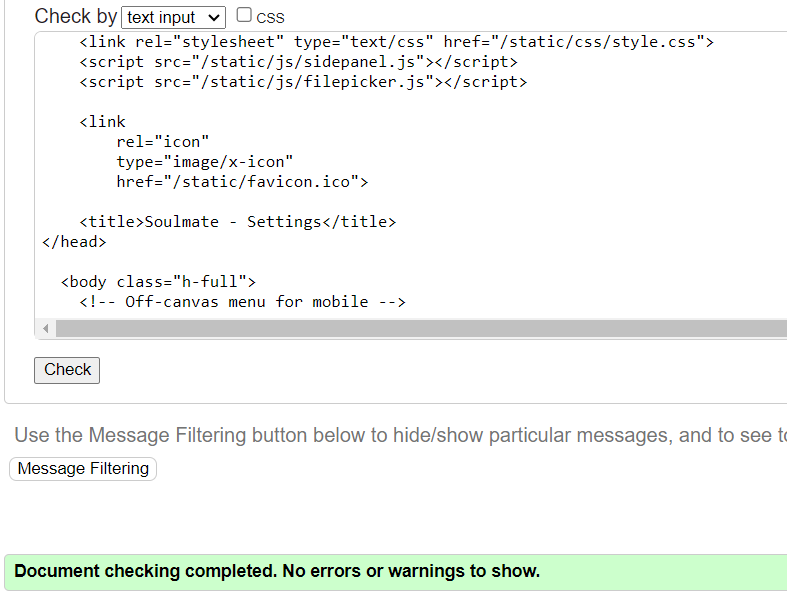 Check by text input CSS
<link rel="stylesheet" type="text/css" href="/static/css/style.css">
<script src="/static/js/sidepanel.js"></script>
<script src="/static/js/filepicker.js"></script>
<link
rel="icon"
type="image/x-icon"
href="/static/favicon.ico">
<title>Soulmate - Settings</title>
</head>
<body class="h-full">
<!-- Off-canvas menu for mobile -->
Check
Use the Message Filtering button below to hide/show particular messages, and to see
Message Filtering
Document checking completed. No errors or warnings to show.